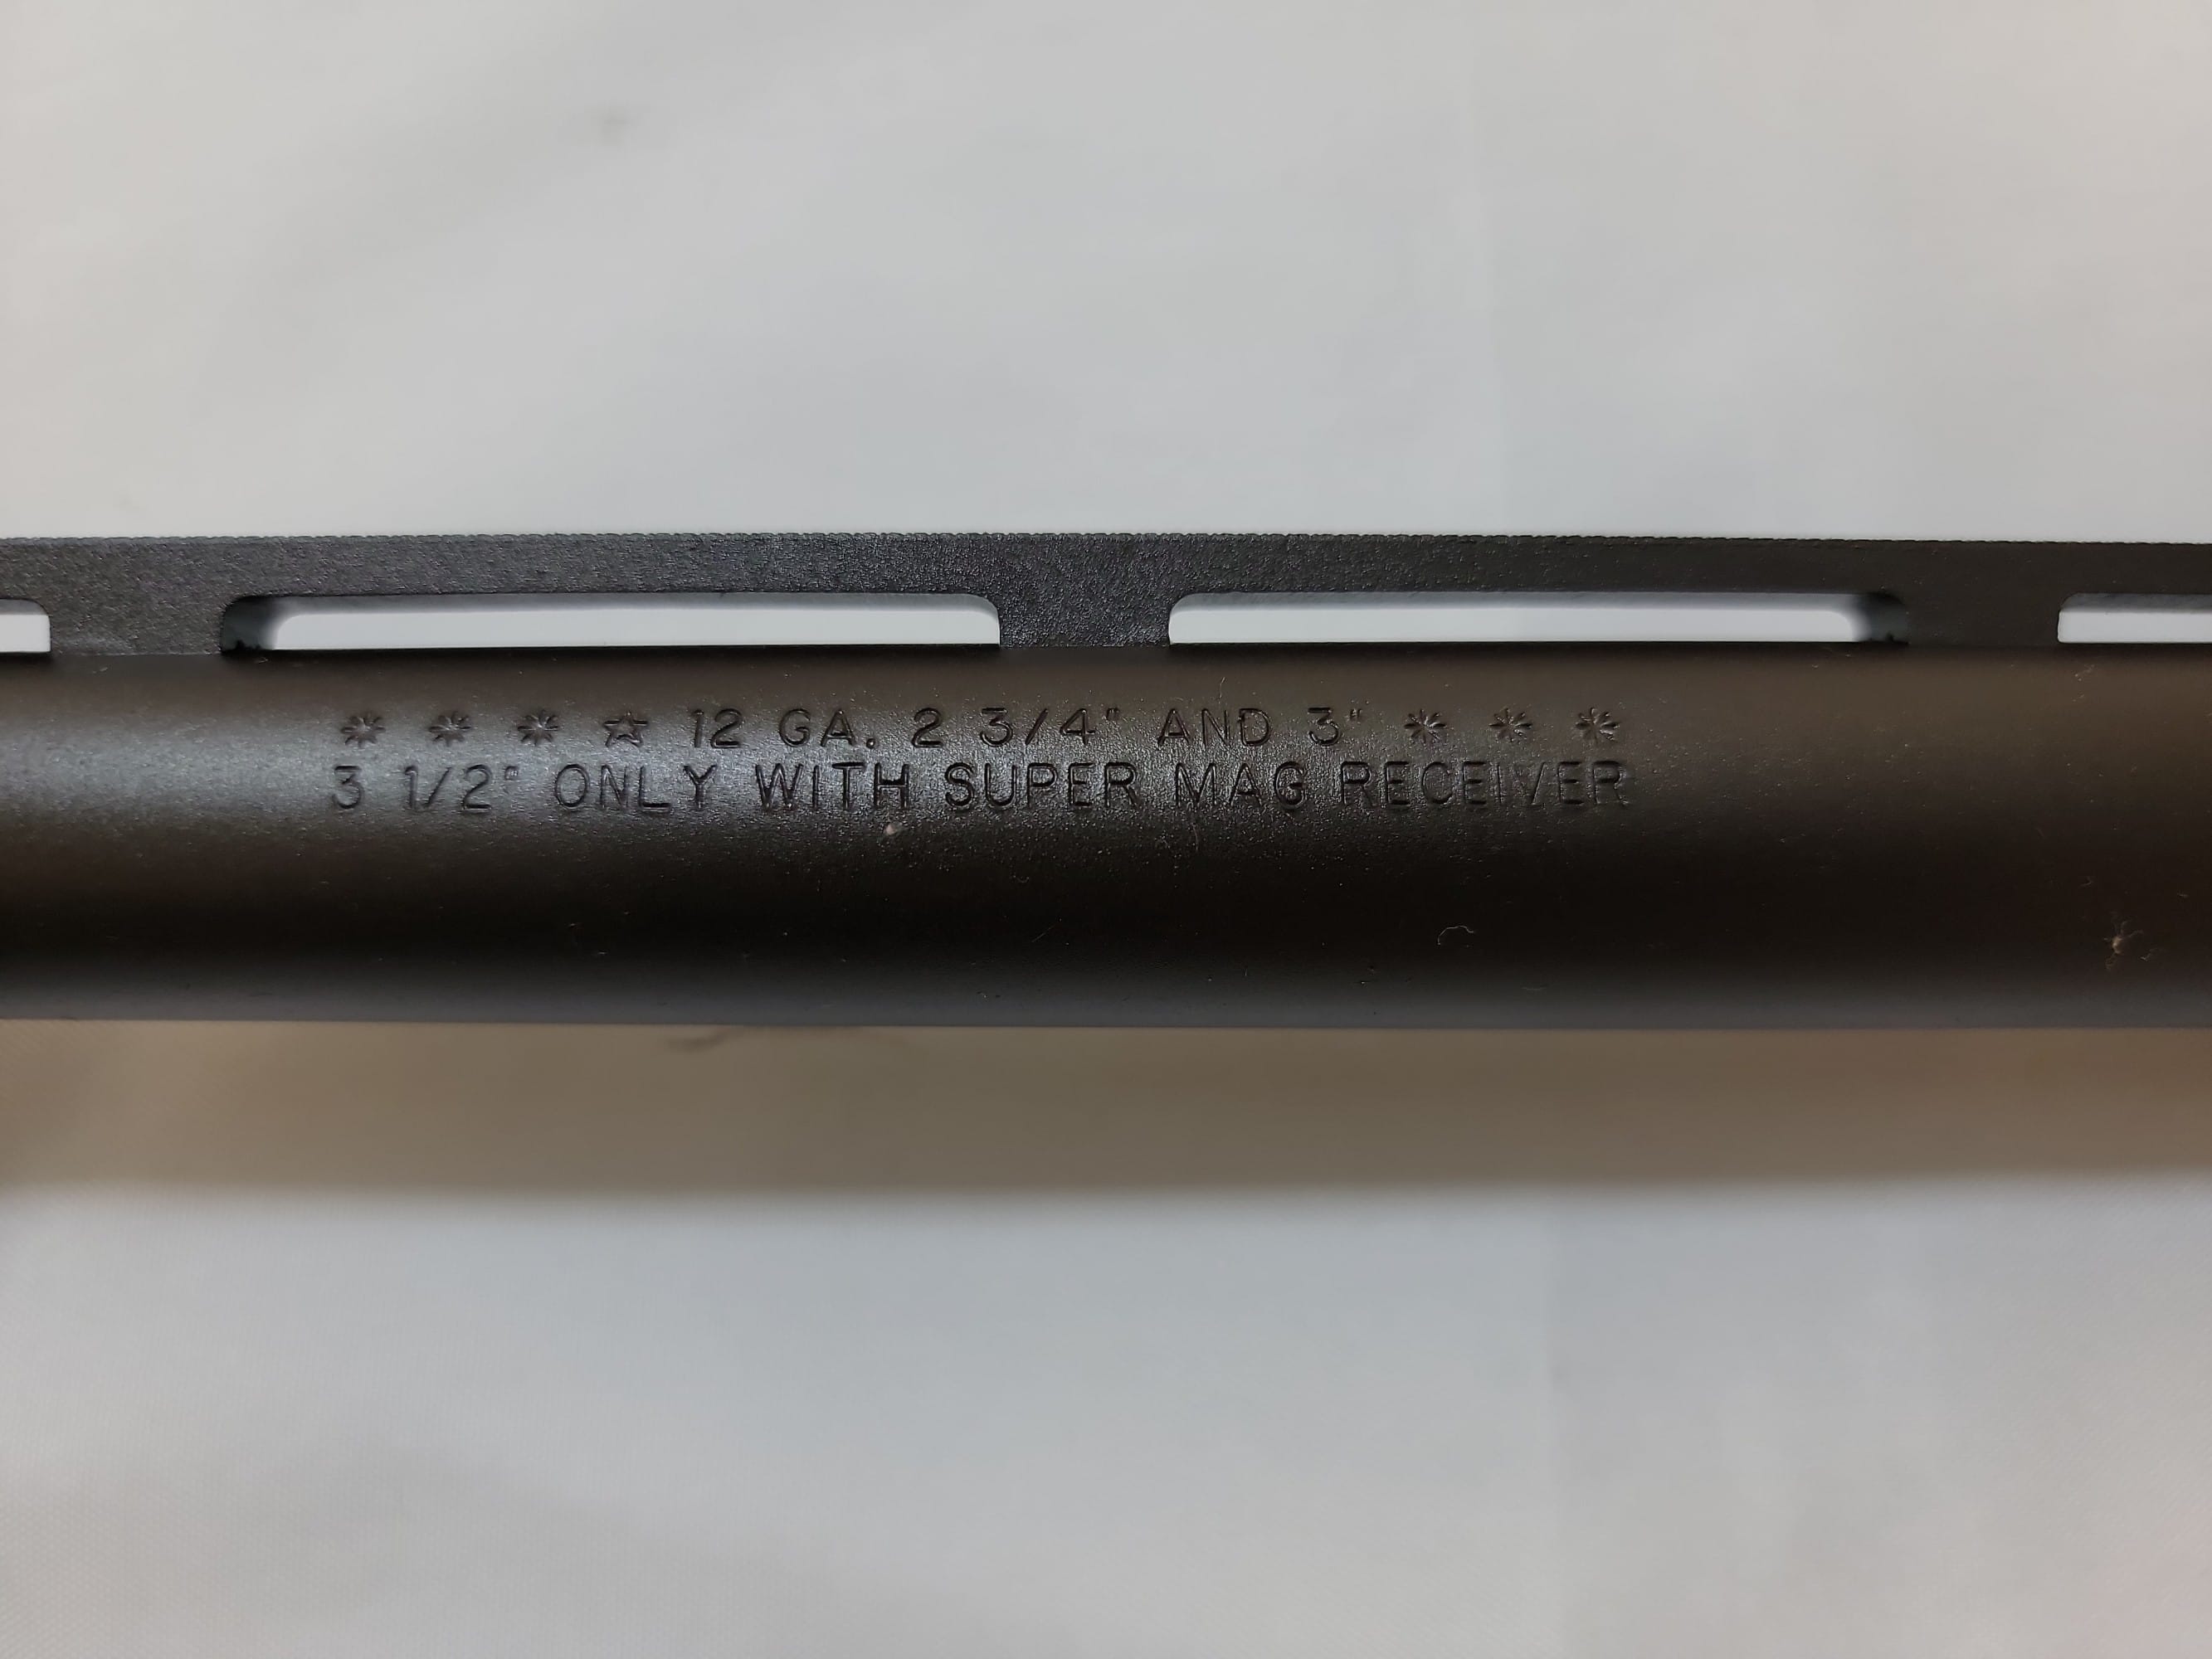 * * * ☆ 12 GA. 2 3/4" AND 3" * * *
3 1/2" ONLY WITH SUPER MAG RECEIVER